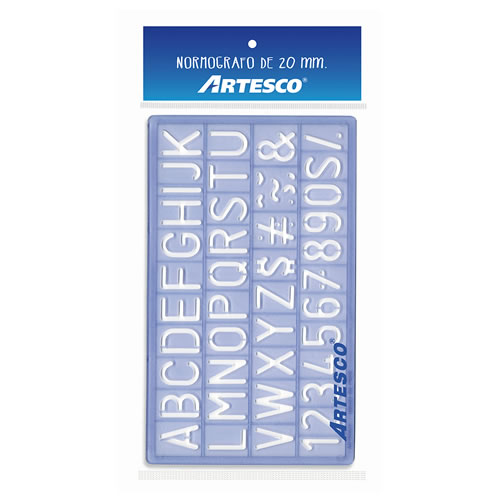 NORMOGRAFO DE 20 mm.
ARTESCO®
ABCDEFGHIJK
LMNOPQRSTU
VWXYZ$#&
1234567890S/.
ARTESCO®